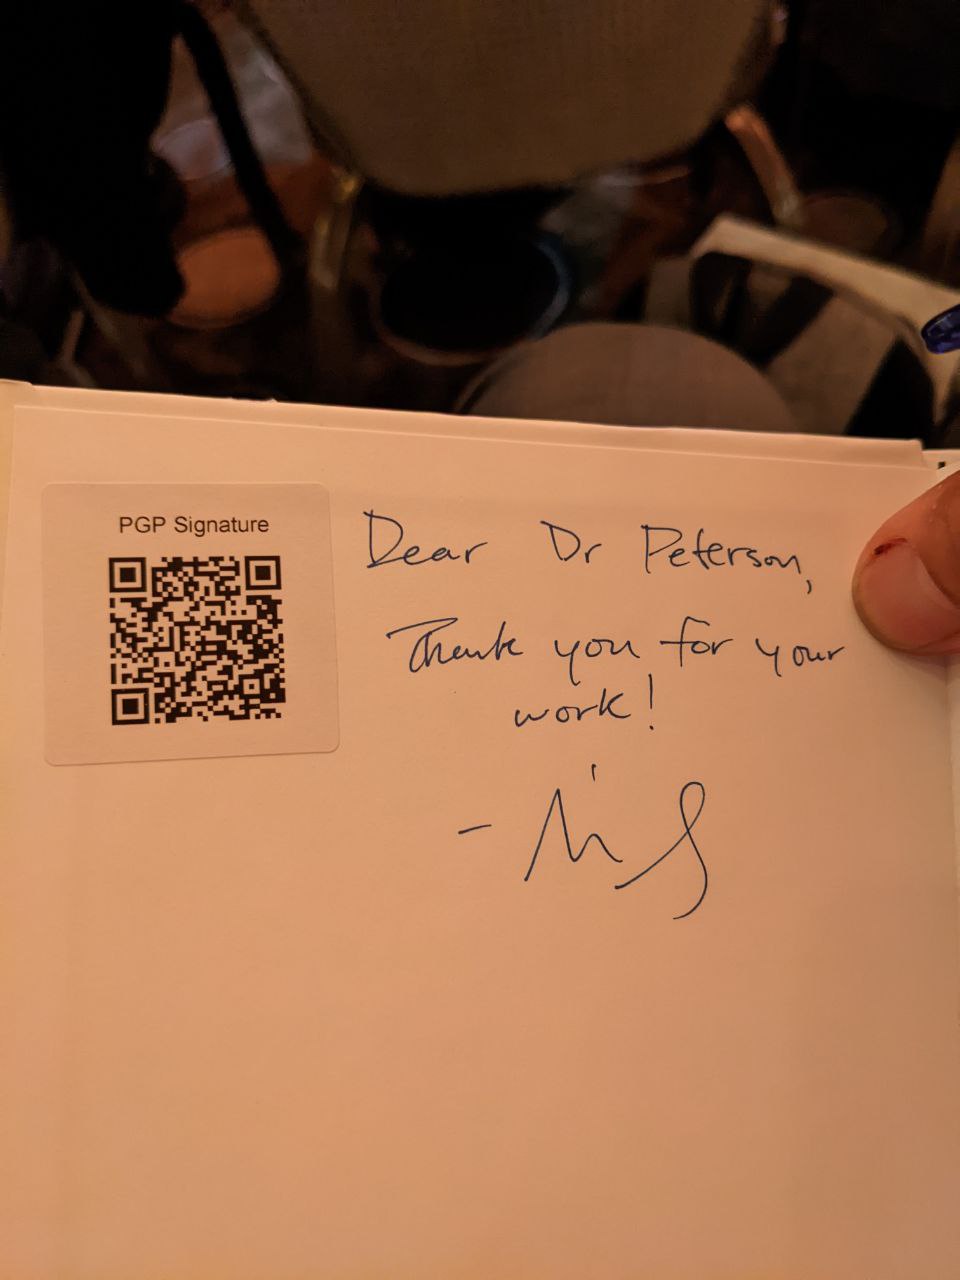 PGP Signature
Dear Dr Peterson,
Thank you for your
work!